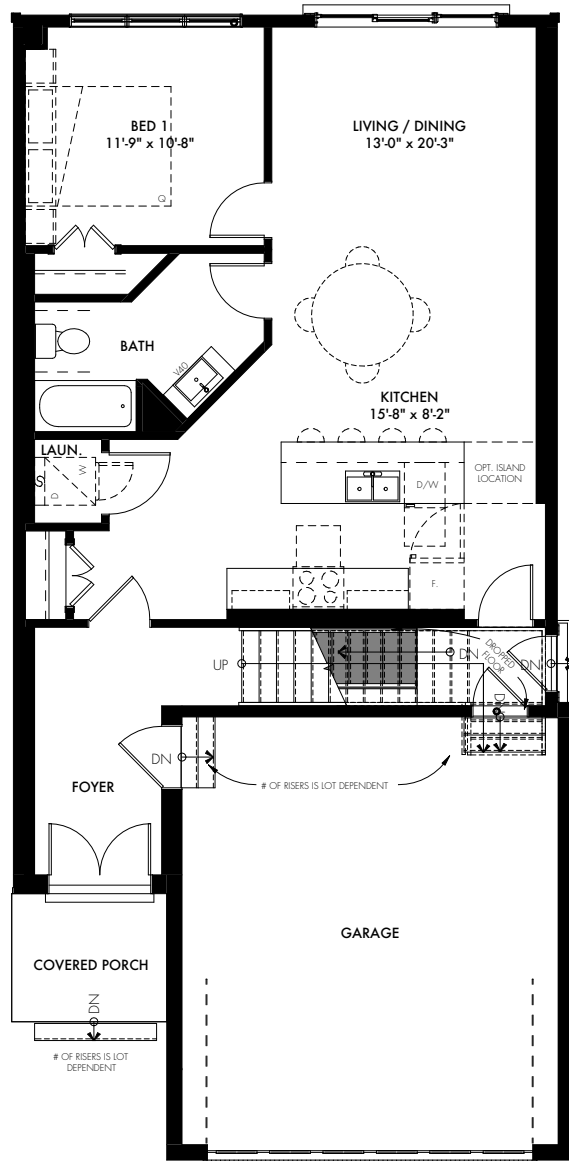 BED 1
11'-9" x 10'-8"
LIVING / DINING
13'-0" x 20'-3"
Q
BATH
V40
KITCHEN
15'-8" x 8'-2"
LAUN.
S
D
W
D/W
OPT. ISLAND
LOCATION
F.
UP
DN
DROPPED
FLOOR
DN
DN
DN
# OF RISERS IS LOT DEPENDENT
FOYER
GARAGE
COVERED PORCH
DN
# OF RISERS IS LOT
DEPENDENT